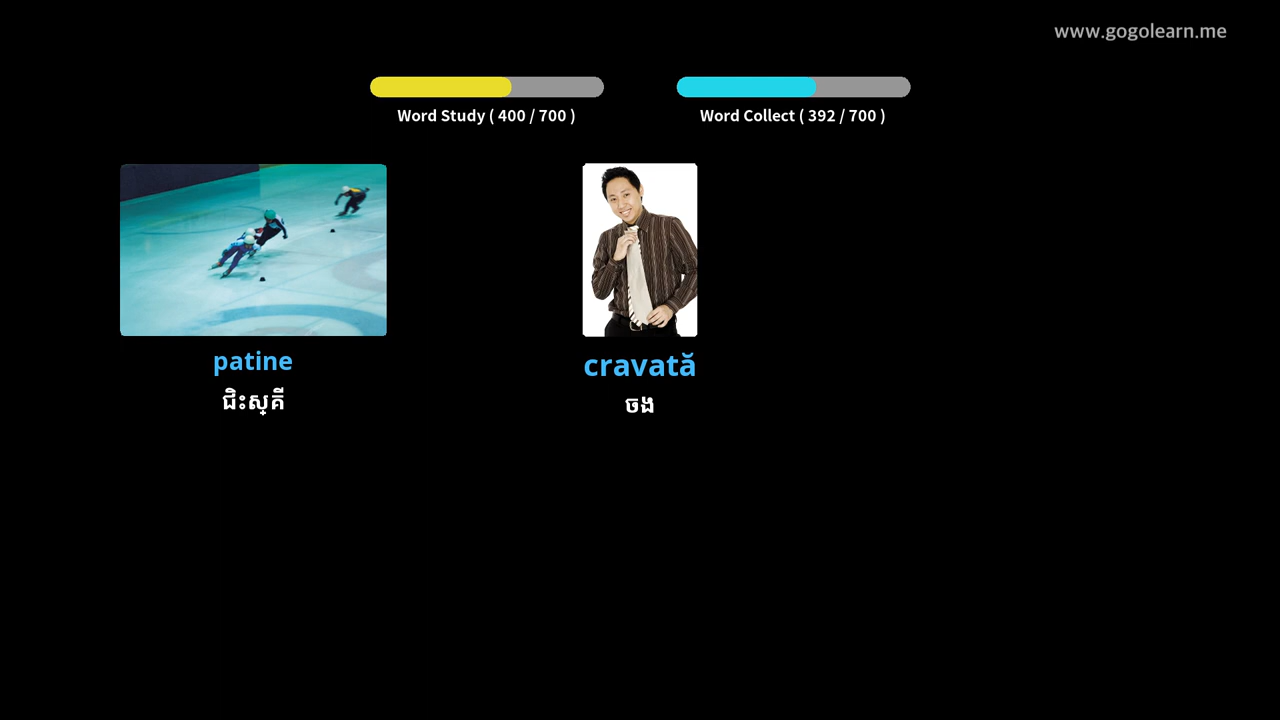 www.gogolearn.me
Word Study ( 400 / 700 )
Word Collect ( 392 / 700 )
patine
ជិះស្គី
cravată
ចង